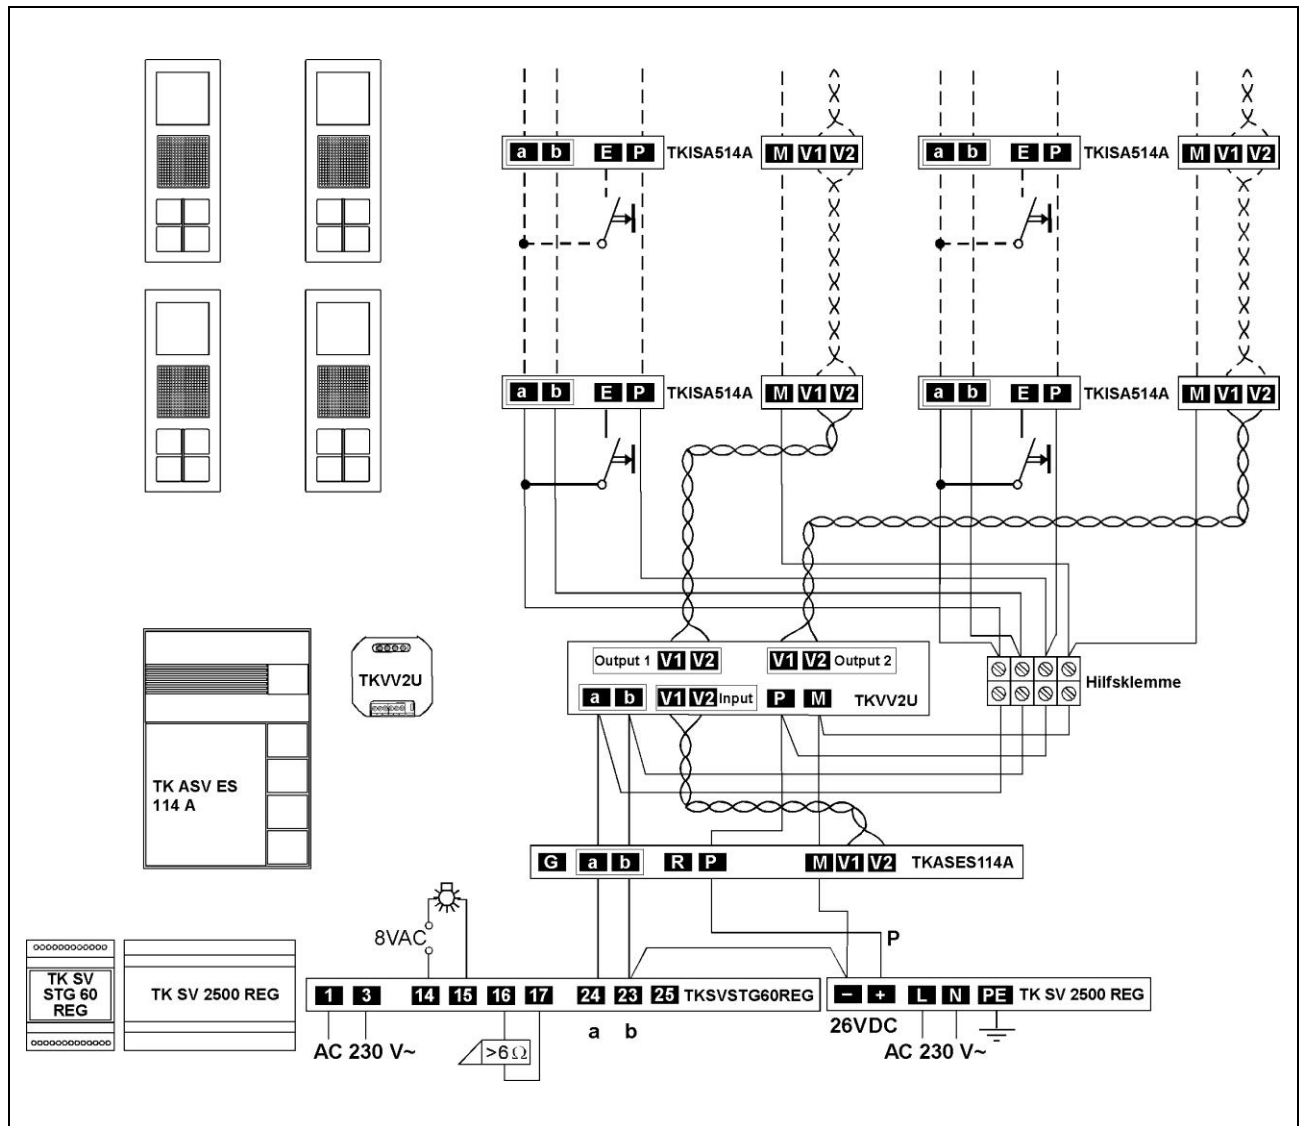 a b E P TKISA514A M V1 V2 a b E P TKISA514A M V1 V2
a b E P TKISA514A M V1 V2 a b E P TKISA514A M V1 V2
Output 1 V1 V2 V1 V2 Output 2
a b V1 V2 Input P M TKVV2U
Hilfsklemme
TKVV2U
TK ASV ES
114 A
G a b R P M V1 V2 TKASES114A
8VAC
P
TK SV
STG 60
REG
TK SV 2500 REG
1 3 14 15 16 17 24 23 25 TKSVSTG60REG
− + L N PE TK SV 2500 REG
a b
26VDC
AC 230 V~
>6 Ω
AC 230 V~